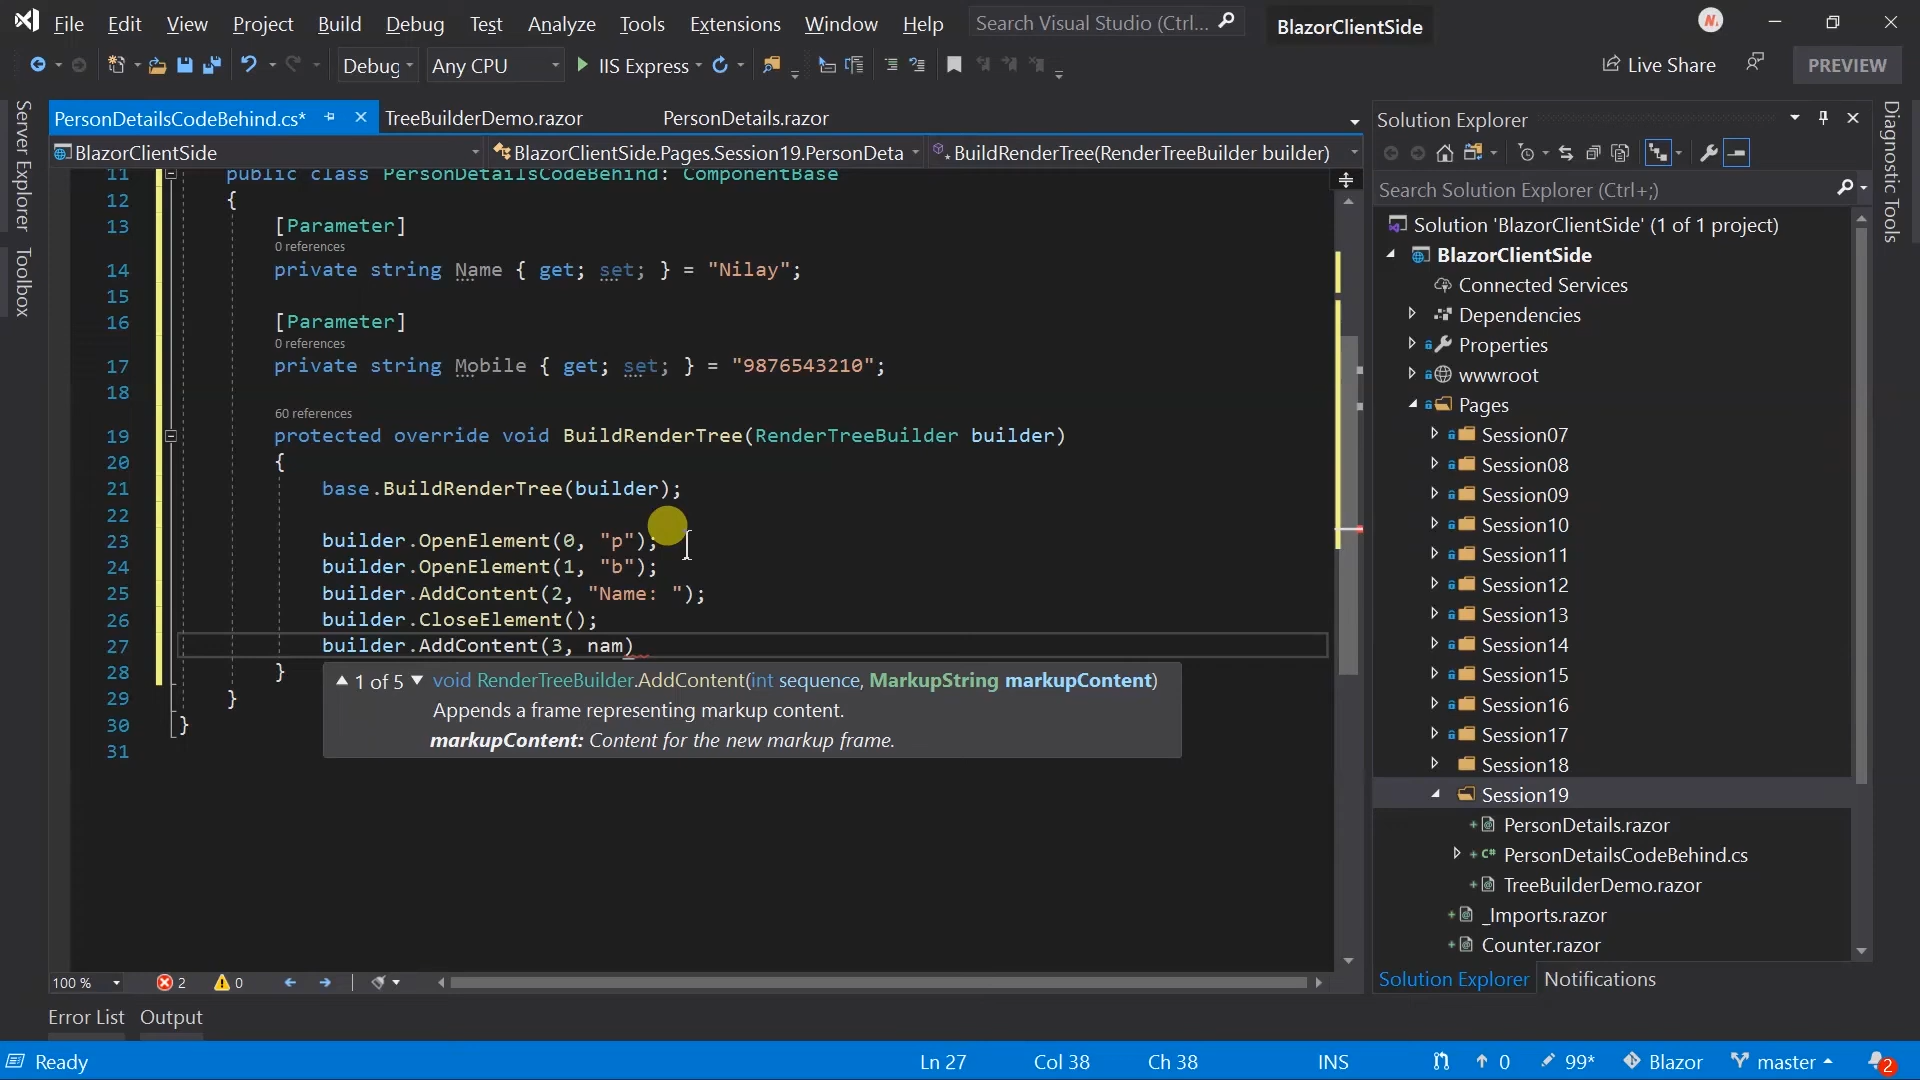 File Edit View Project Build Debug Test Analyze Tools Extensions Window Help Search Visual Studio (Ctrl... BlazorClientSide
Debug Any CPU IIS Express Live Share PREVIEW
Server Explorer
Toolbox
PersonDetailsCodeBehind.cs* TreeBuilderDemo.razor PersonDetails.razor
BlazorClientSide BlazorClientSide.Pages.Session19.PersonDeta BuildRenderTree(RenderTreeBuilder builder)
11 public class PersonDetailsCodeBehind: ComponentBase
12 {
13 [Parameter]
0 references
14 private string Name { get; set; } = "Nilay";
15
16 [Parameter]
0 references
17 private string Mobile { get; set; } = "9876543210";
18
60 references
19 protected override void BuildRenderTree(RenderTreeBuilder builder)
20 {
21 base.BuildRenderTree(builder);
22
23 builder.OpenElement(0, "p");
24 builder.OpenElement(1, "b");
25 builder.AddContent(2, "Name: ");
26 builder.CloseElement();
27 builder.AddContent(3, nam)
28 }
29 }
30 }
31
1 of 5 void RenderTreeBuilder.AddContent(int sequence, MarkupString markupContent)
Appends a frame representing markup content.
markupContent: Content for the new markup frame.
100 % 2 0
Error List Output
Solution Explorer
Search Solution Explorer (Ctrl+;)
Solution 'BlazorClientSide' (1 of 1 project)
BlazorClientSide
Connected Services
Dependencies
Properties
wwwroot
Pages
Session07
Session08
Session09
Session10
Session11
Session12
Session13
Session14
Session15
Session16
Session17
Session18
Session19
PersonDetails.razor
C# PersonDetailsCodeBehind.cs
TreeBuilderDemo.razor
_Imports.razor
Counter.razor
Solution Explorer Notifications
Diagnostic Tools
Ready Ln 27 Col 38 Ch 38 INS 0 99* Blazor master 2